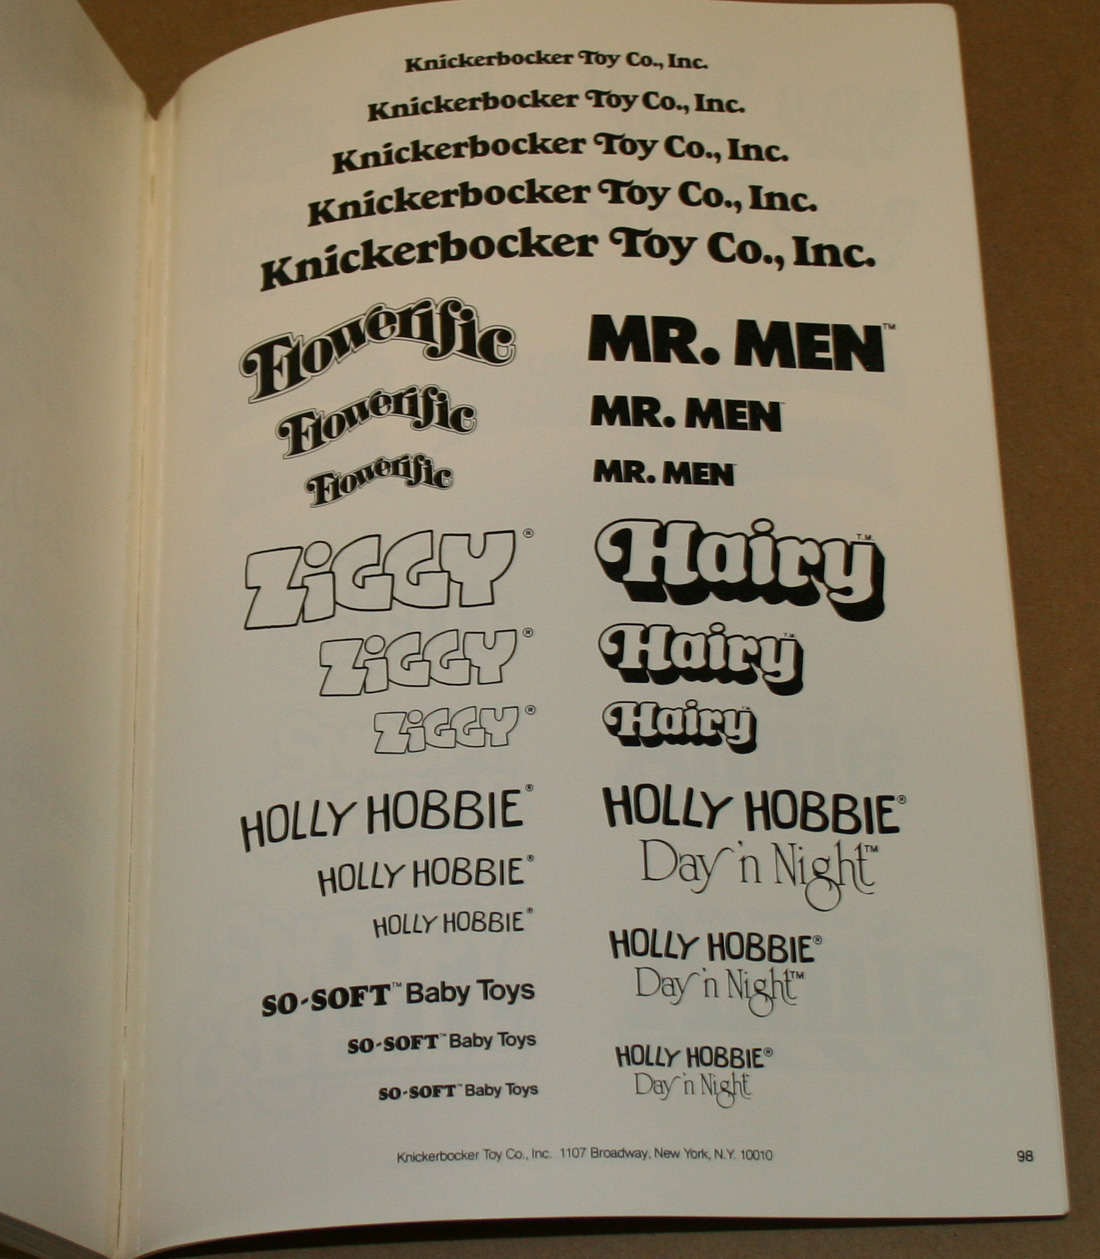 Knickerbocker Toy Co., Inc.
Knickerbocker Toy Co., Inc.
Knickerbocker Toy Co., Inc.
Knickerbocker Toy Co., Inc.
Knickerbocker Toy Co., Inc.
Flowerific
Flowerific
Flowerific
MR. MEN™
MR. MEN
MR. MEN
ZiGGY®
ZiGGY®
ZiGGY®
Hairy T.M.
Hairy T.M.
Hairy
HOLLY HOBBIE®
HOLLY HOBBIE®
HOLLY HOBBIE®
HOLLY HOBBIE®
Day 'n Night™
HOLLY HOBBIE®
Day 'n Night™
HOLLY HOBBIE®
Day 'n Night
SO-SOFT™ Baby Toys
SO-SOFT™ Baby Toys
SO-SOFT™ Baby Toys
Knickerbocker Toy Co., Inc. 1107 Broadway, New York, N.Y. 10010
98